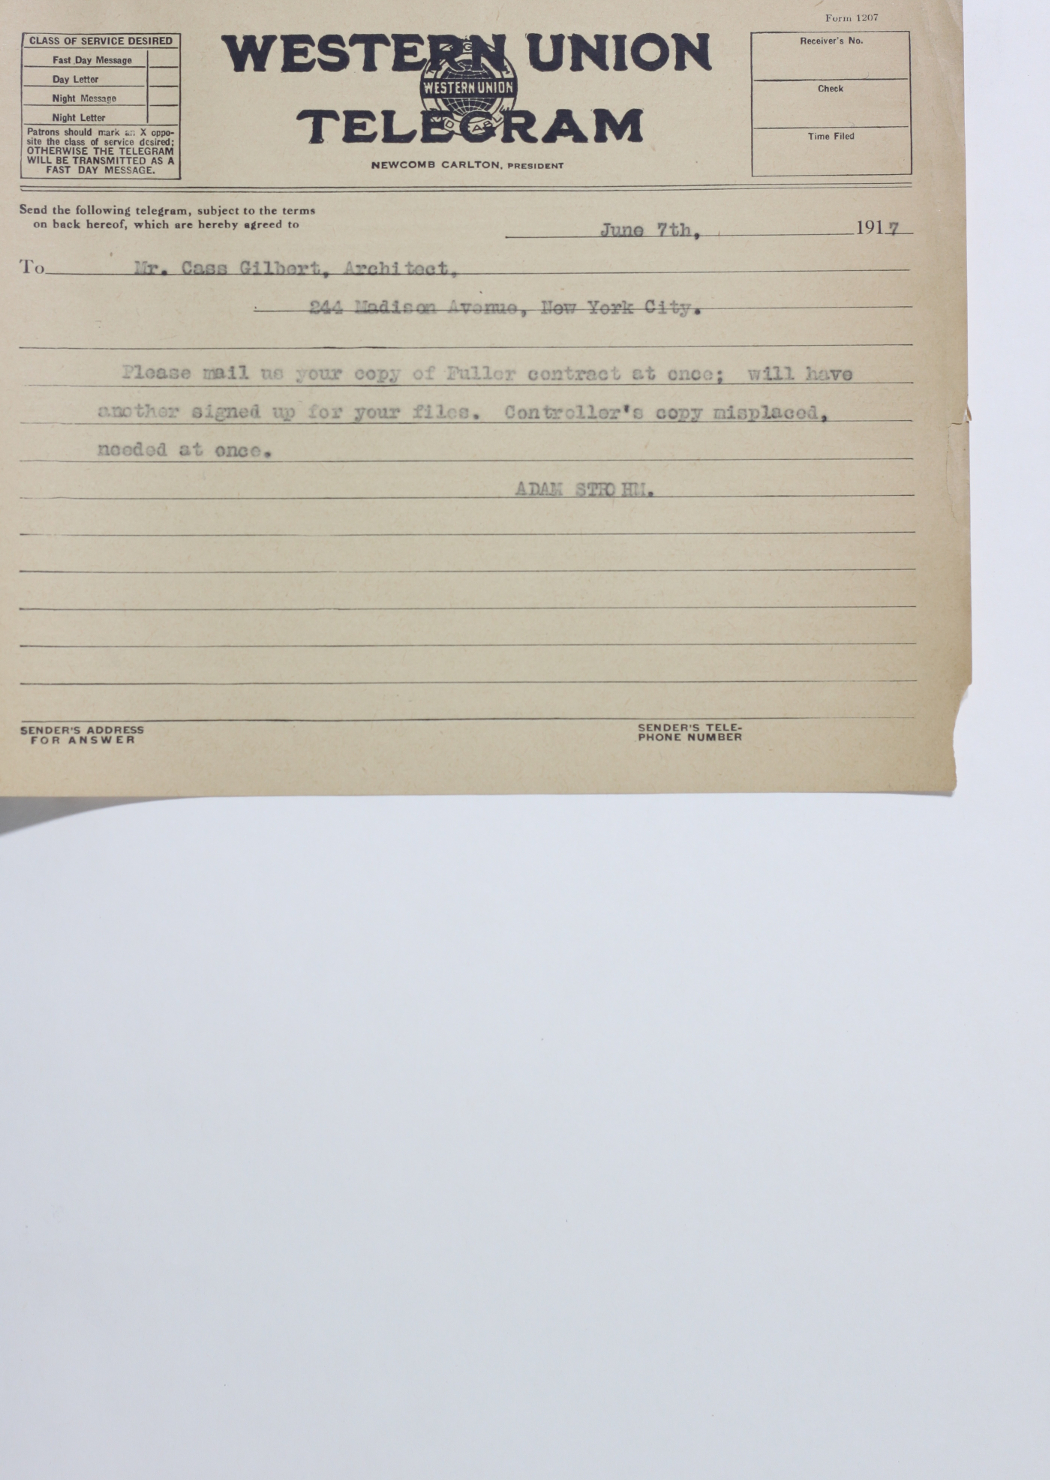 Form 1207
CLASS OF SERVICE DESIRED
Fast Day Message
Day Letter
Night Message
Night Letter
Patrons should mark an X oppo-
site the class of service desired;
OTHERWISE THE TELEGRAM
WILL BE TRANSMITTED AS A
FAST DAY MESSAGE.
WESTERN UNION
WESTERN UNION
TELEGRAM
NEWCOMB CARLTON, PRESIDENT
Receiver's No.
Check
Time Filed
Send the following telegram, subject to the terms
on back hereof, which are hereby agreed to
June 7th, 1917
To Mr. Cass Gilbert, Architect,
244 Madison Avenue, New York City.
Please mail us your copy of Fuller contract at once; will have
another signed up for your files. Controller's copy misplaced,
needed at once.
ADAM STROHM.
SENDER'S ADDRESS
FOR ANSWER
SENDER'S TELE-
PHONE NUMBER